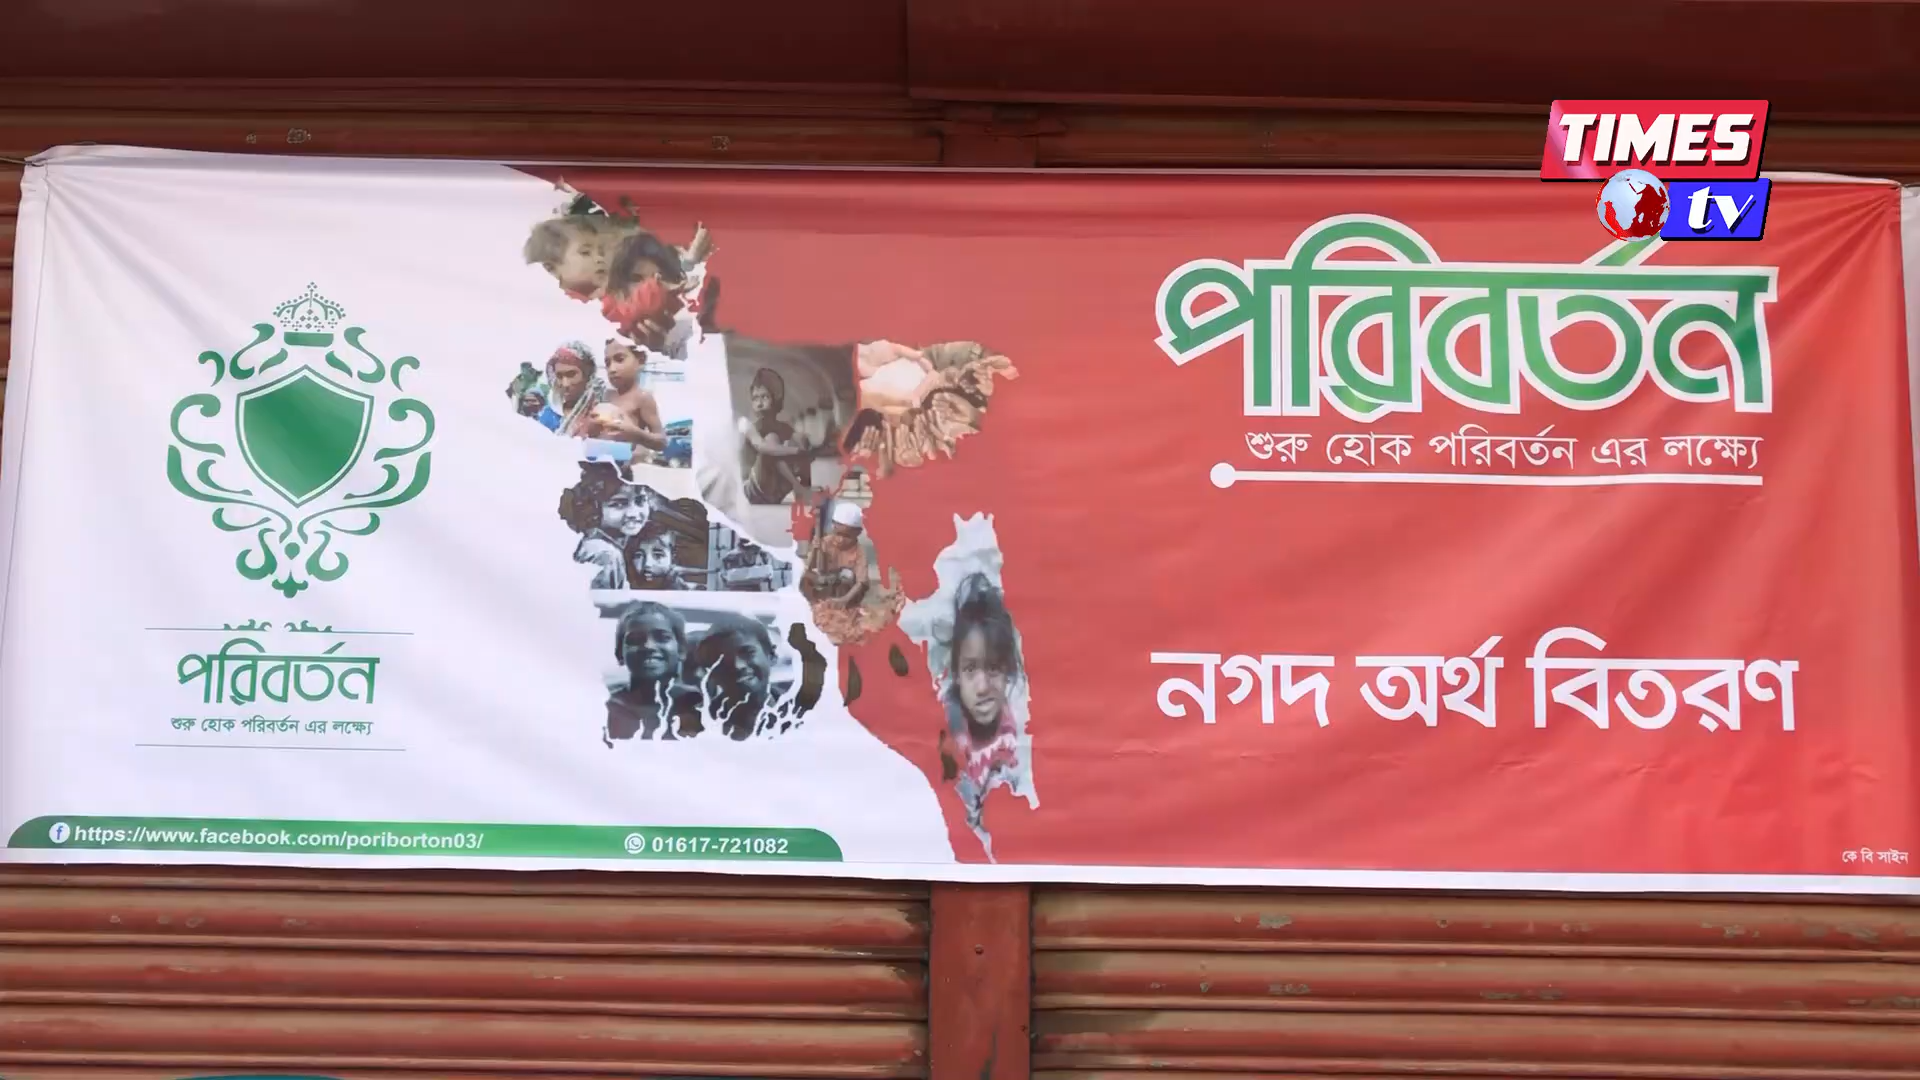 TIMES
tv
পরিবর্তন
শুরু হোক পরিবর্তন এর লক্ষ্যে
নগদ অর্থ বিতরণ
পরিবর্তন
শুরু হোক পরিবর্তন এর লক্ষ্যে
https://www.facebook.com/poriborton03/
01617-721082
কে বি সাইন